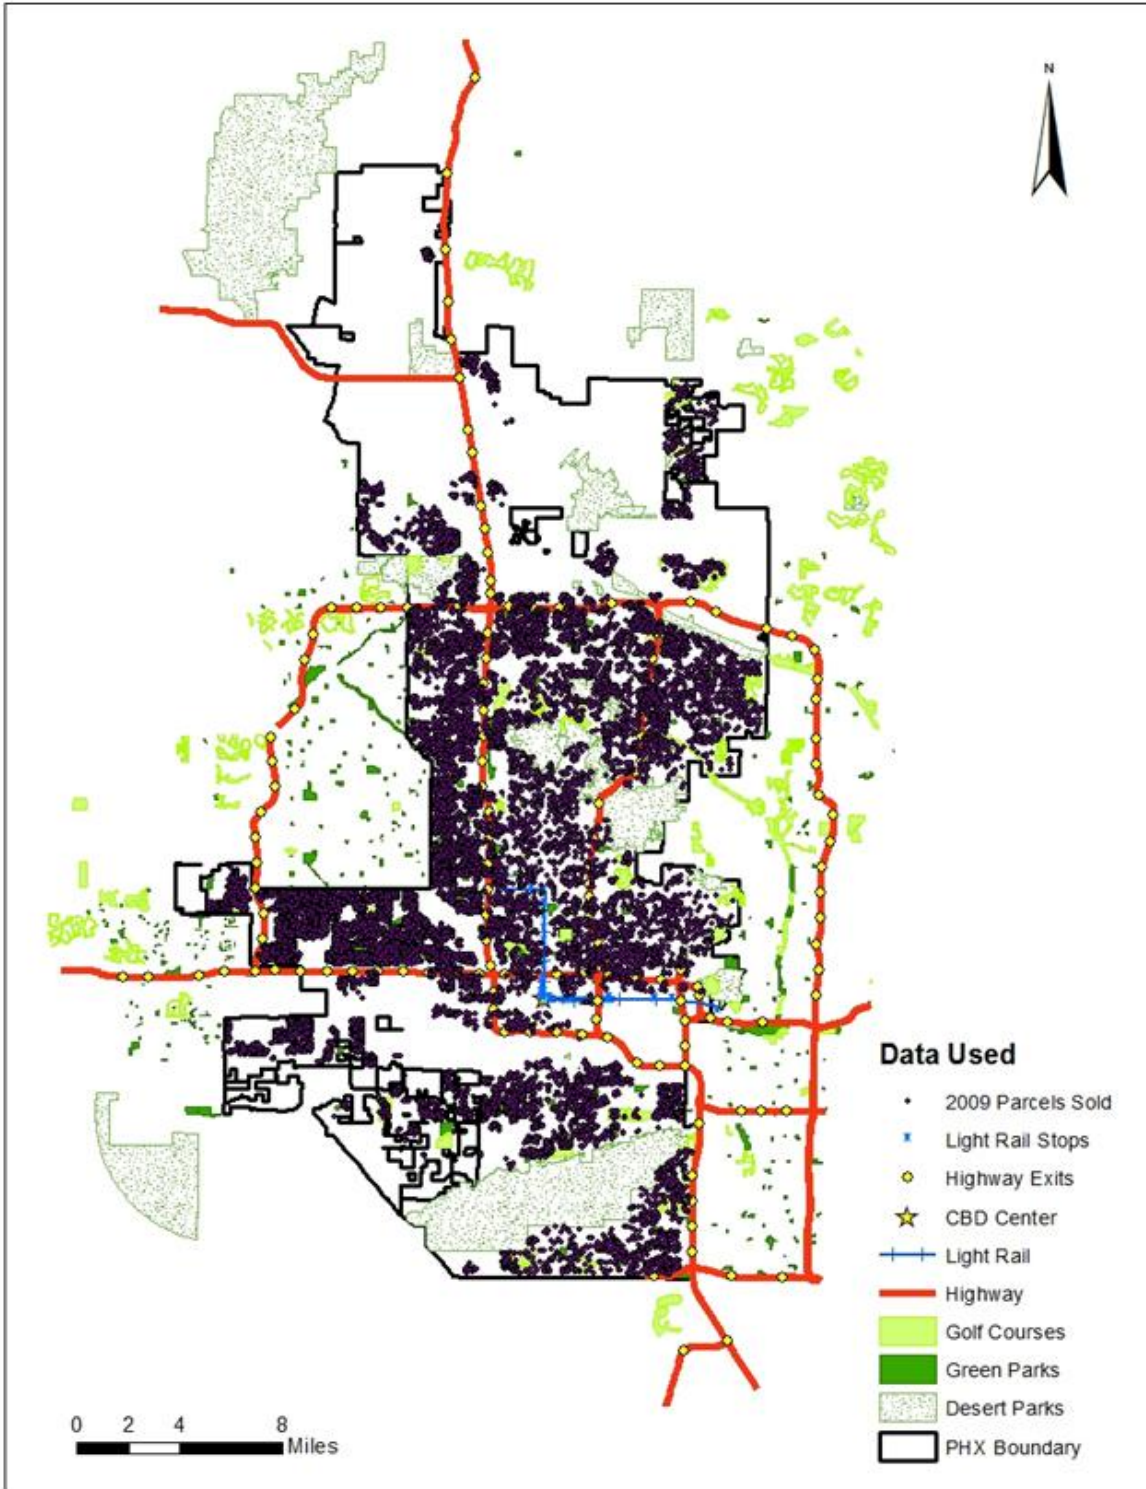 N
Data Used
2009 Parcels Sold
Light Rail Stops
Highway Exits
CBD Center
Light Rail
Highway
Golf Courses
Green Parks
Desert Parks
PHX Boundary
0 2 4 8
Miles